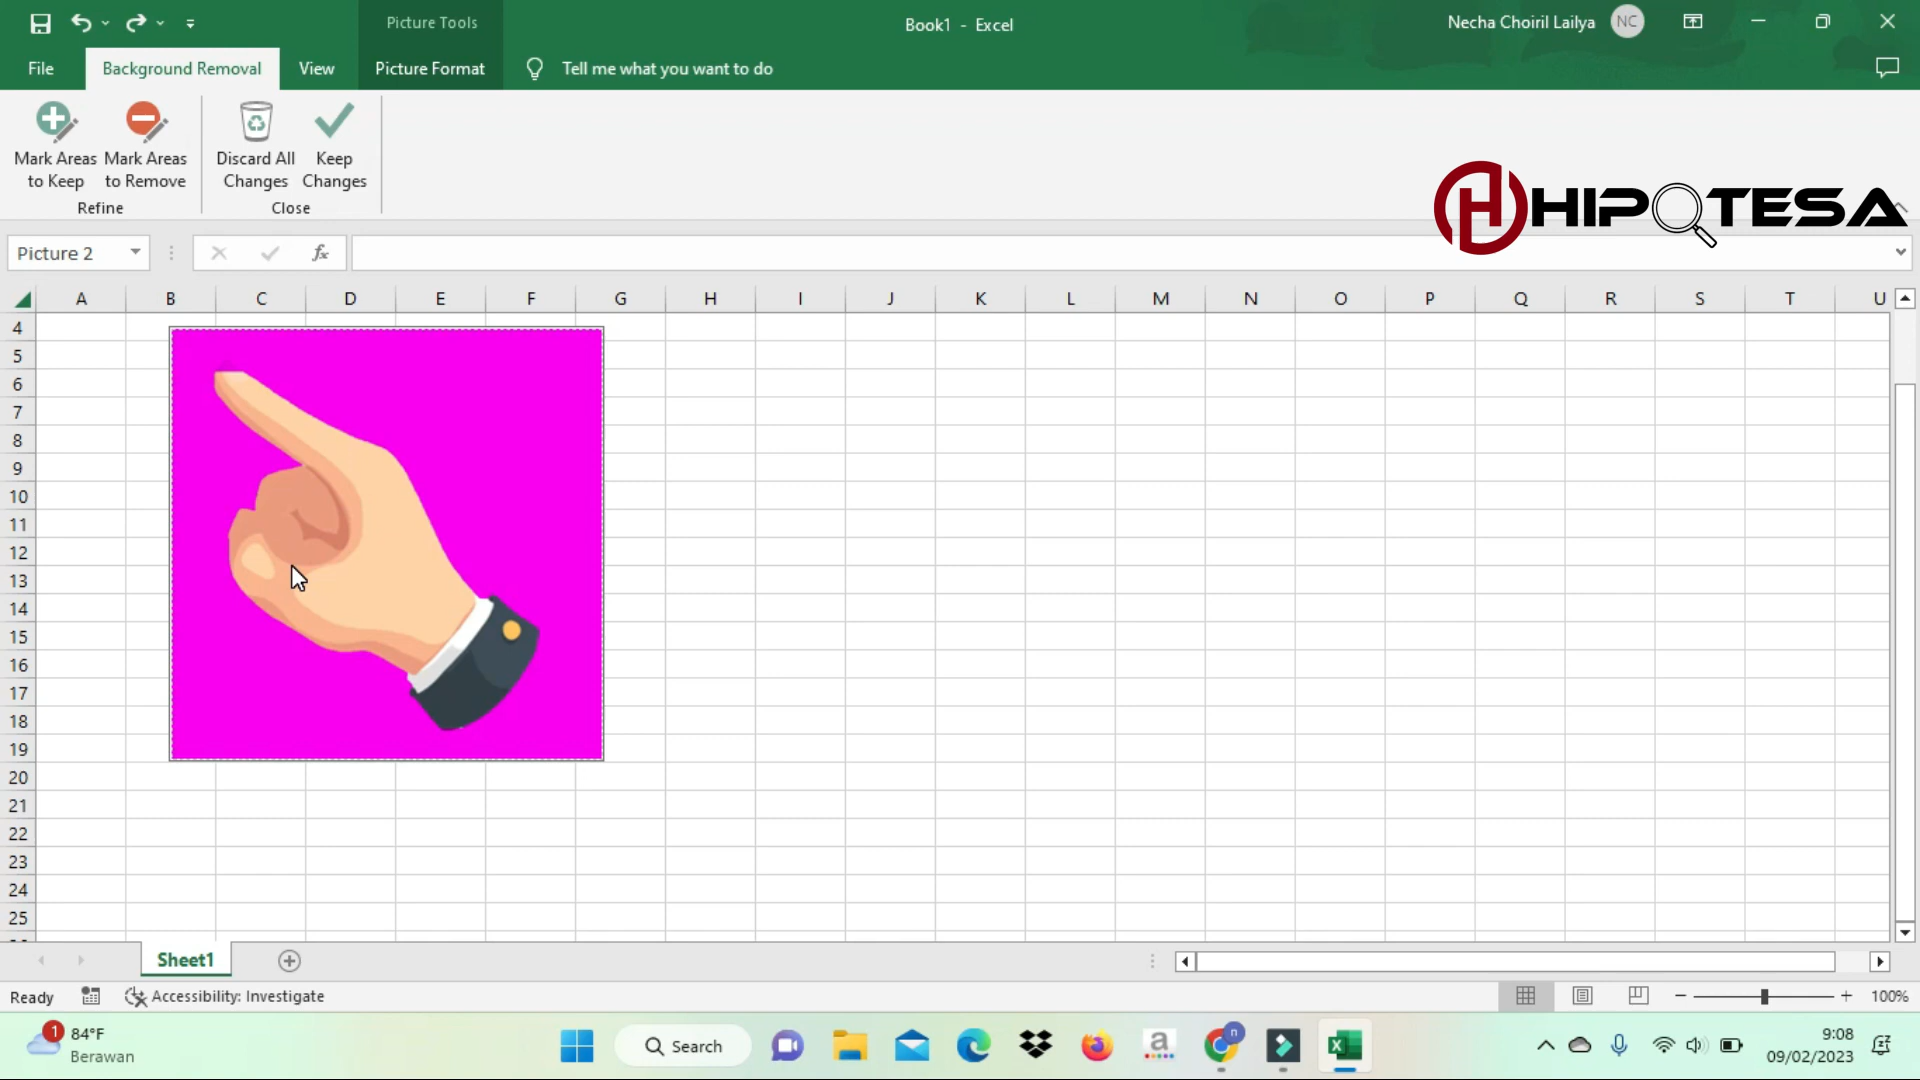 Picture Tools
Book1 - Excel
Necha Choiril Lailya NC
File Background Removal View Picture Format Tell me what you want to do
Mark Areas to Keep
Mark Areas to Remove
Discard All Changes
Keep Changes
Refine Close
HIPOTESA
Picture 2
fx
A B C D E F G H I J K L M N O P Q R S T U
4
5
6
7
8
9
10
11
12
13
14
15
16
17
18
19
20
21
22
23
24
25
Sheet1
Ready Accessibility: Investigate 100%
1 84°F
Berawan
Search
a
n
9:08
09/02/2023